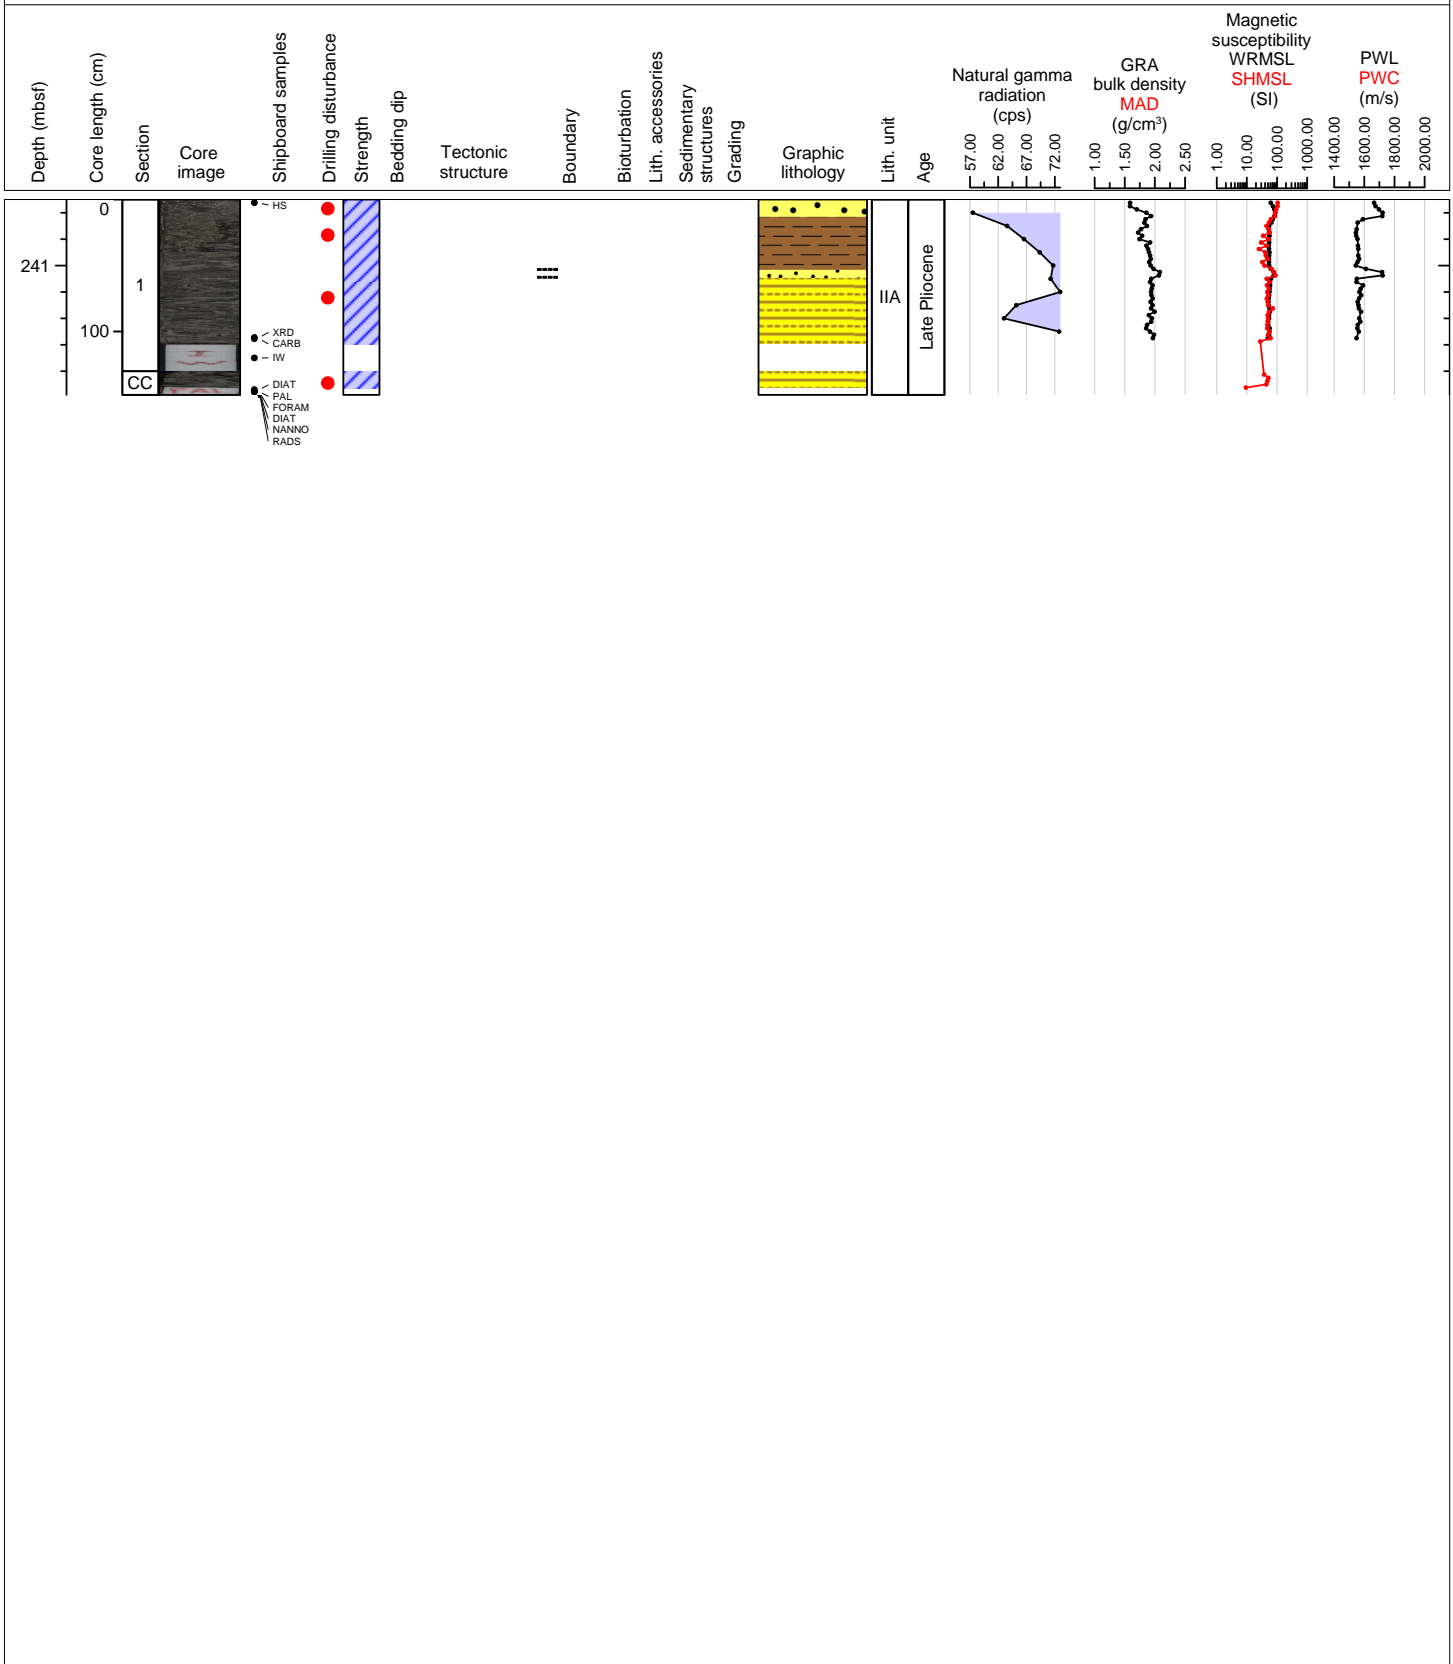 Depth (mbsf)
Core length (cm)
Section
Core
image
Shipboard samples
Drilling disturbance
Strength
Bedding dip
Tectonic
structure
Boundary
Bioturbation
Lith. accessories
Sedimentary
structures
Grading
Graphic
lithology
Lith. unit
Age
Natural gamma
radiation
(cps)
57.00
62.00
67.00
72.00
GRA
bulk density
MAD
(g/cm³)
1.00
1.50
2.00
2.50
Magnetic
susceptibility
WRMSL
SHMSL
(SI)
1.00
10.00
100.00
1000.00
PWL
PWC
(m/s)
1400.00
1600.00
1800.00
2000.00
0
241
100
1
CC
HS
XRD
CARB
IW
DIAT
PAL
FORAM
DIAT
NANNO
RADS
IIA
Late Pliocene